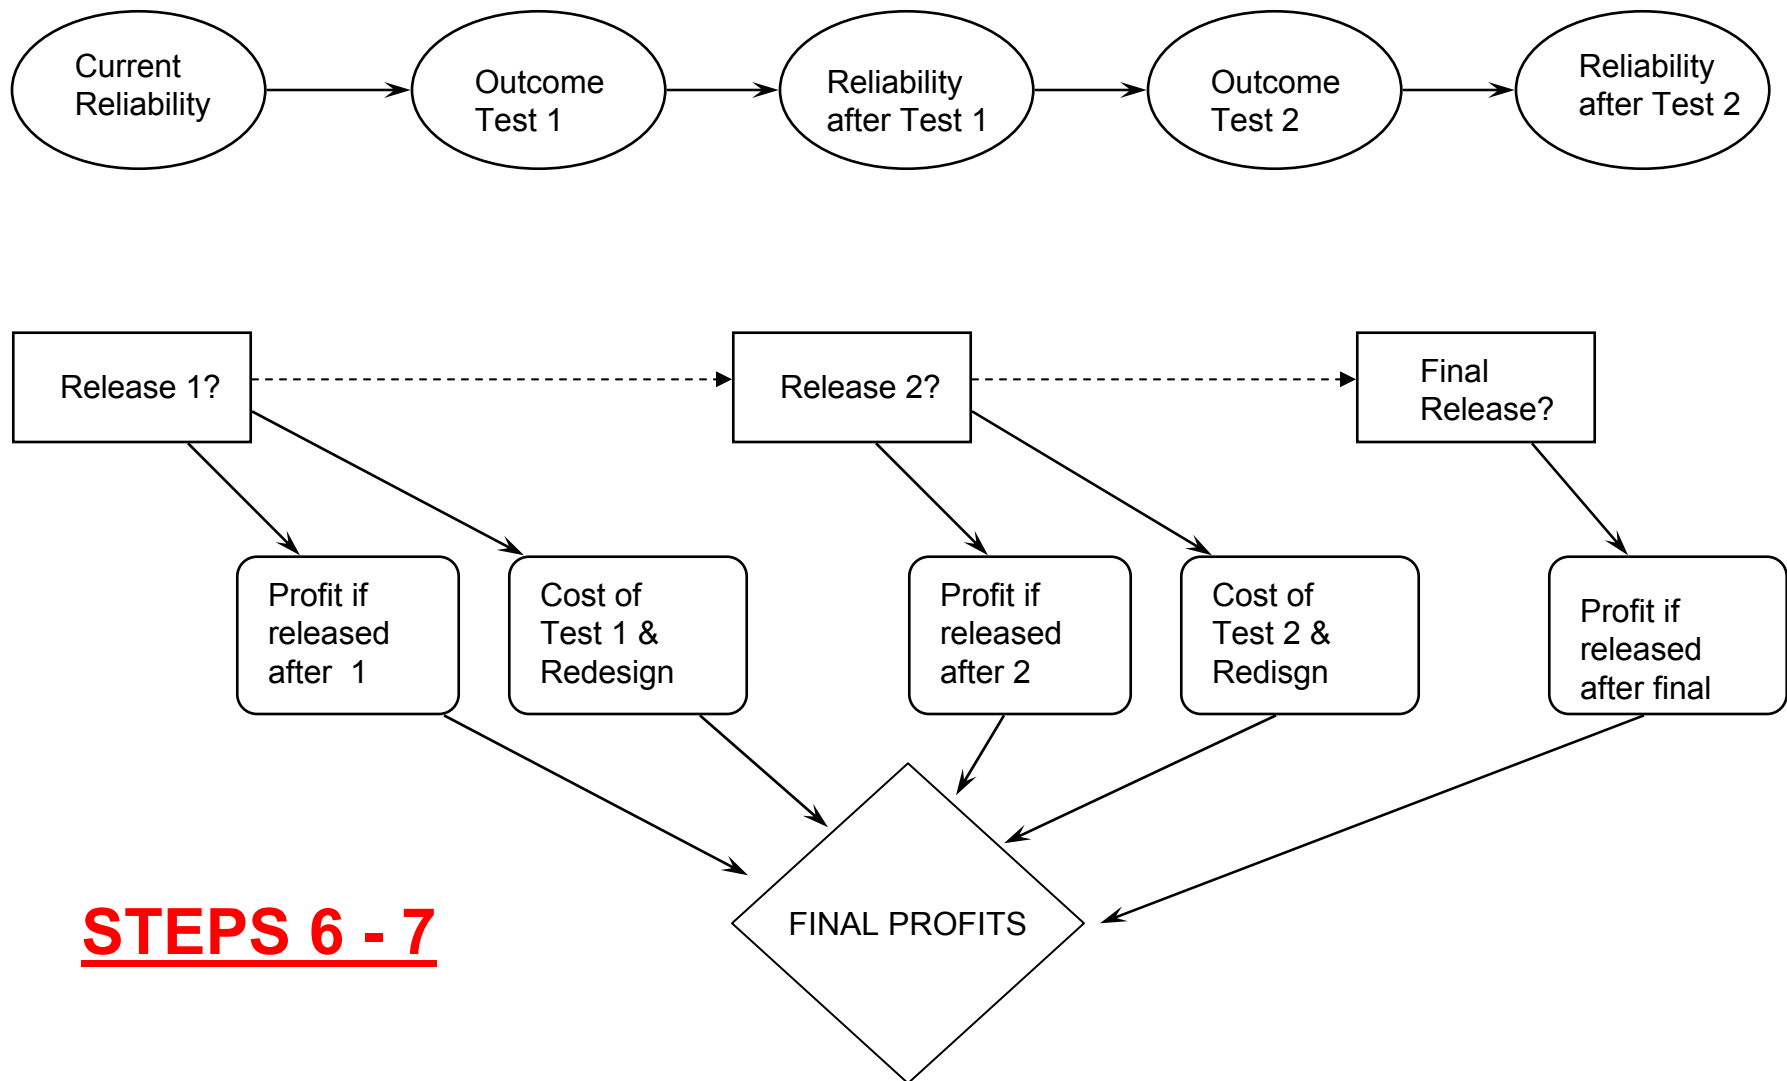 Current
Reliability
Outcome
Test 1
Reliability
after Test 1
Outcome
Test 2
Reliability
after Test 2
Release 1?
Release 2?
Final
Release?
Profit if
released
after 1
Cost of
Test 1 &
Redesign
Profit if
released
after 2
Cost of
Test 2 &
Redisgn
Profit if
released
after final
FINAL PROFITS
STEPS 6 - 7